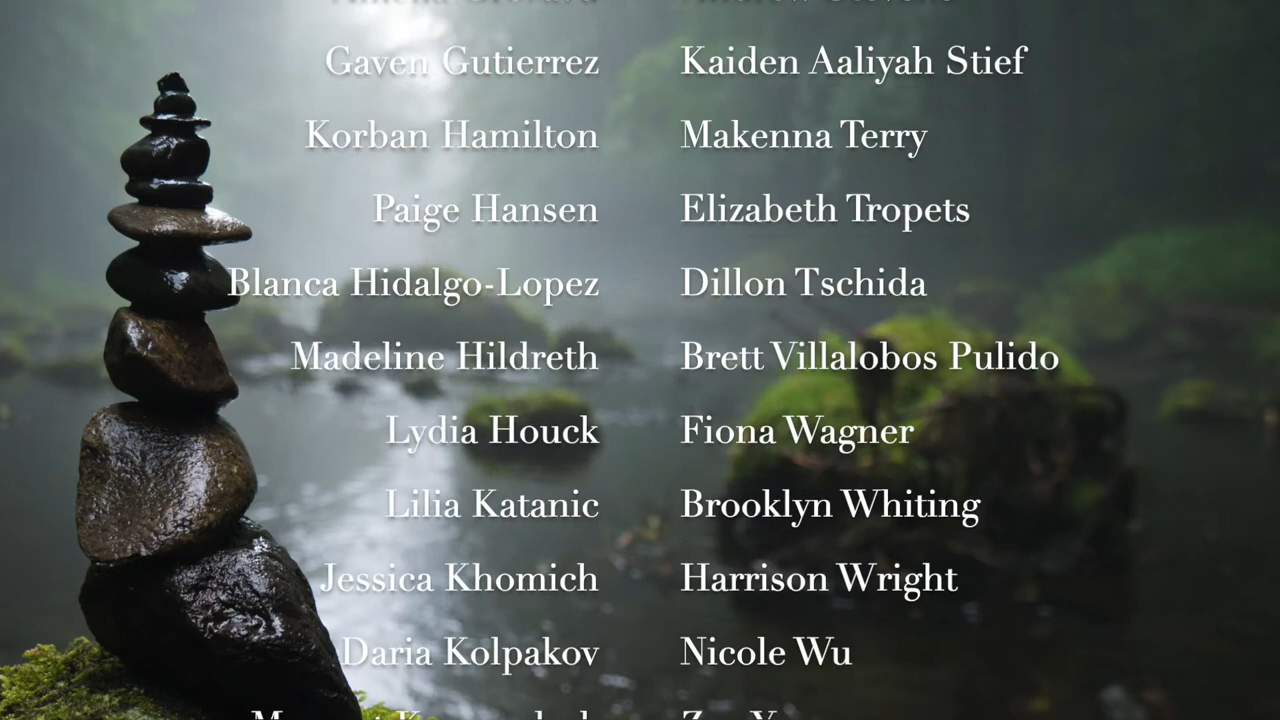 Gaven Gutierrez Kaiden Aaliyah Stief
Korban Hamilton Makenna Terry
Paige Hansen Elizabeth Tropets
Blanca Hidalgo-Lopez Dillon Tschida
Madeline Hildreth Brett Villalobos Pulido
Lydia Houck Fiona Wagner
Lilia Katanic Brooklyn Whiting
Jessica Khomich Harrison Wright
Daria Kolpakov Nicole Wu